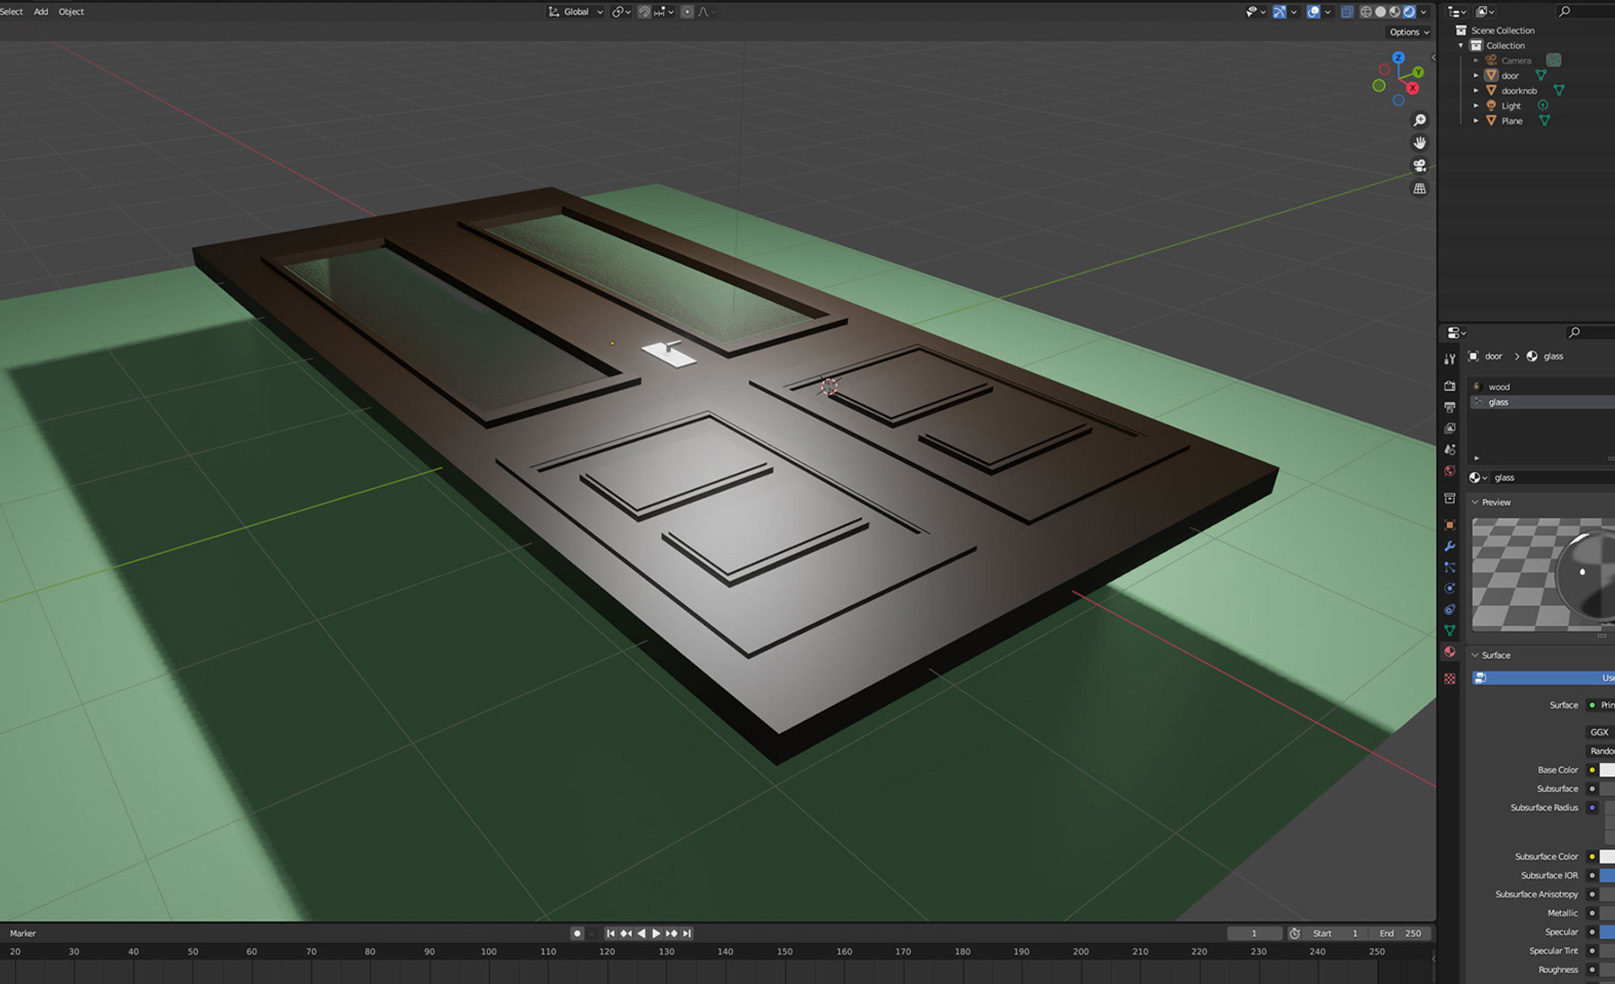 Select Add Object Global
Options
Z
Y
X
Scene Collection
Collection
Camera
door
doorknob
Light
Plane
door > glass
wood
glass
glass
Preview
Surface
Surface
GGX
Base Color
Subsurface
Subsurface Radius
Subsurface Color
Subsurface IOR
Subsurface Anisotropy
Metallic
Specular
Specular Tint
Roughness
Marker 1 Start 1 End 250
20 30 40 50 60 70 80 90 100 110 120 130 140 150 160 170 180 190 200 210 220 230 240 250